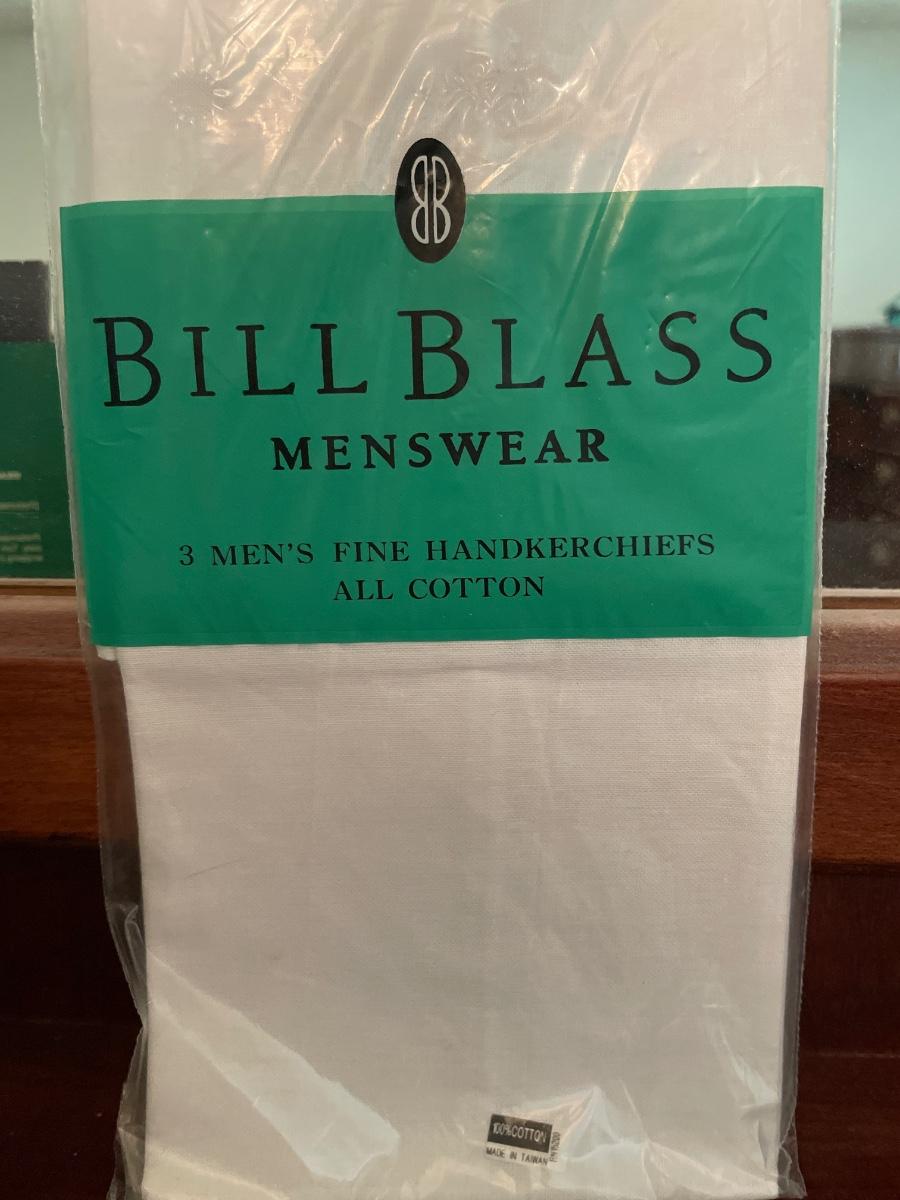 BB
BILL BLASS
MENSWEAR
3 MEN'S FINE HANDKERCHIEFS
ALL COTTON
100% COTTON
MADE IN TAIWAN